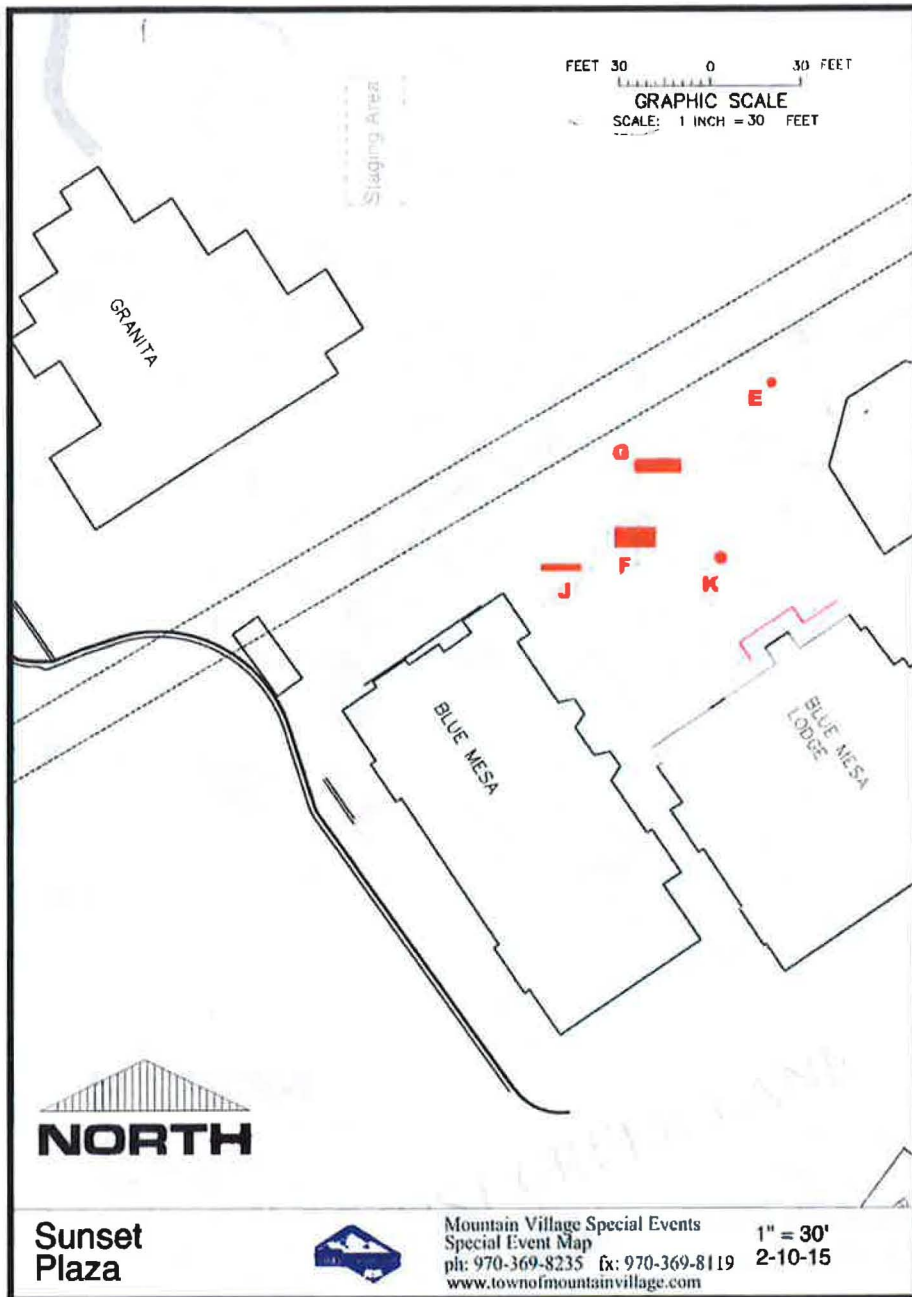 FEET 30 0 30 FEET
GRAPHIC SCALE
SCALE: 1 INCH = 30 FEET
Staging Area
GRANITA
E
G
F
J
K
BLUE MESA
BLUE MESA
LODGE
NORTH
Sunset
Plaza
Mountain Village Special Events
Special Event Map
ph: 970-369-8235 fx: 970-369-8119
www.townofmountainvillage.com
1" = 30'
2-10-15